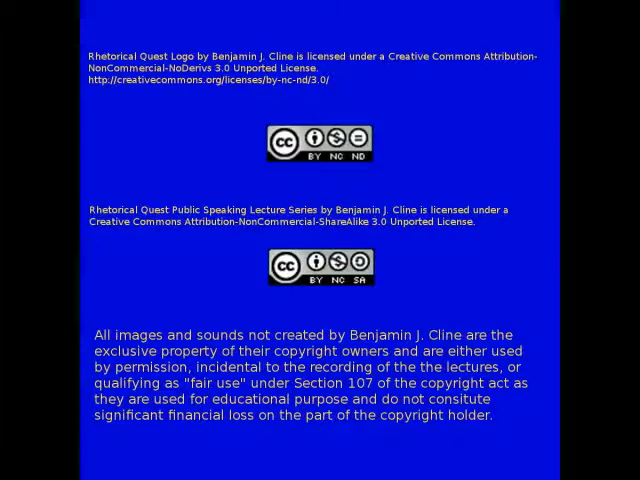 Rhetorical Quest Logo by Benjamin J. Cline is licensed under a Creative Commons Attribution-
NonCommercial-NoDerivs 3.0 Unported License.
http://creativecommons.org/licenses/by-nc-nd/3.0/
cc
BY NC ND
Rhetorical Quest Public Speaking Lecture Series by Benjamin J. Cline is licensed under a
Creative Commons Attribution-NonCommercial-ShareAlike 3.0 Unported License.
cc
BY NC SA
All images and sounds not created by Benjamin J. Cline are the
exclusive property of their copyright owners and are either used
by permission, incidental to the recording of the the lectures, or
qualifying as "fair use" under Section 107 of the copyright act as
they are used for educational purpose and do not consitute
significant financial loss on the part of the copyright holder.